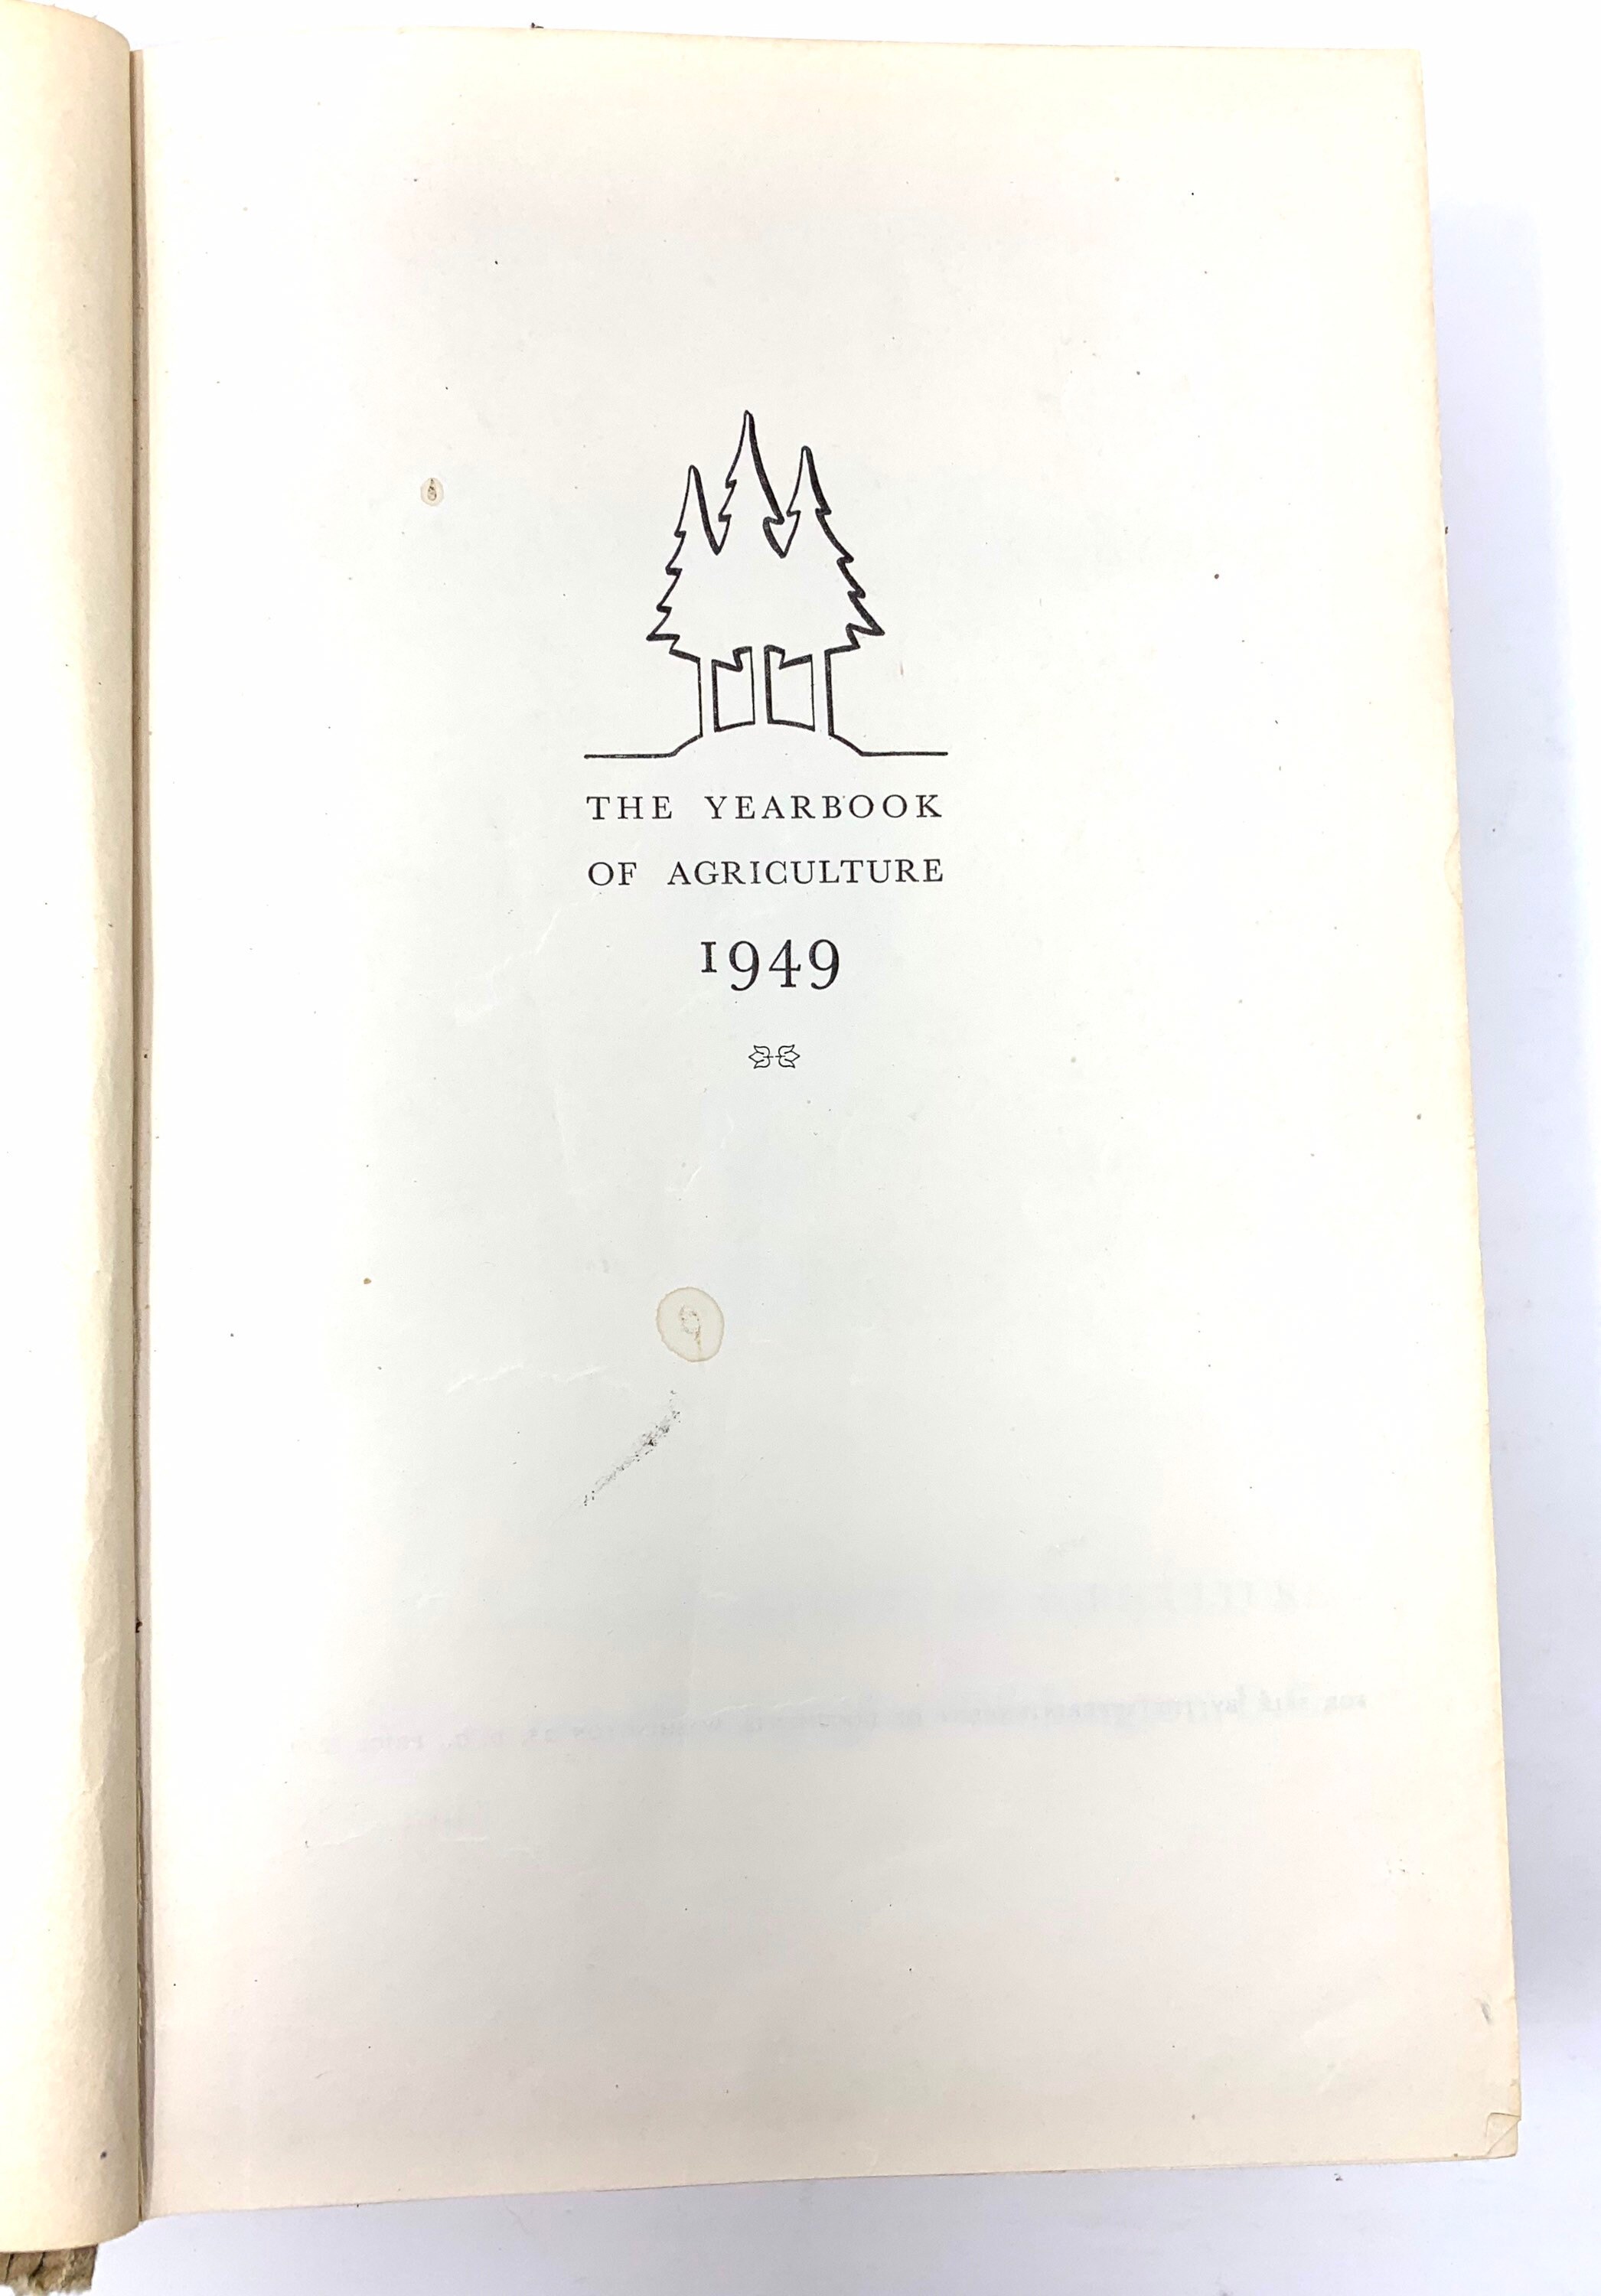 THE YEARBOOK
OF AGRICULTURE
1949